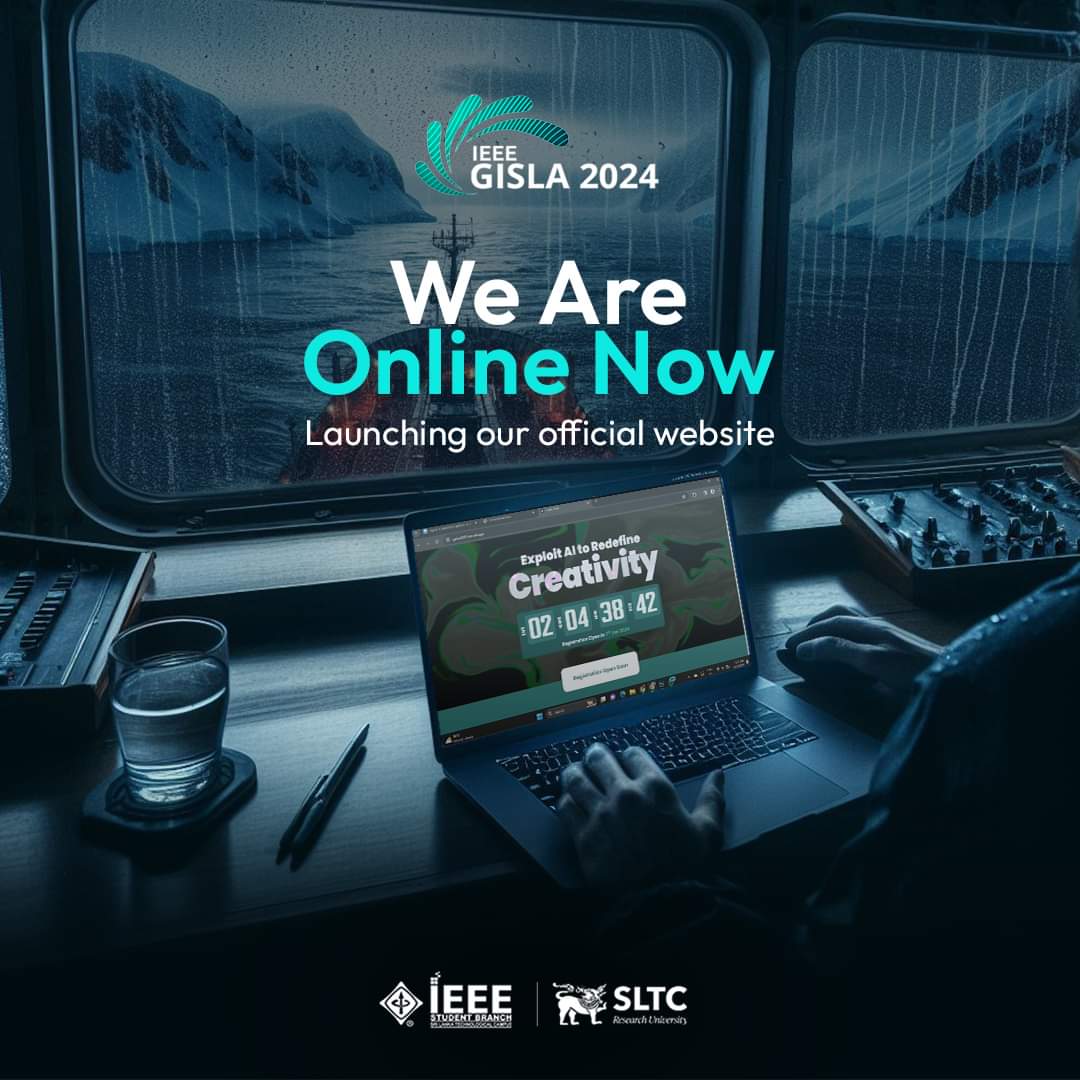 IEEE
GISLA 2024
We Are
Online Now
Launching our official website
Exploit AI to Redefine
Creativity
02 04 38 42
Registration Open Soon
IEEE
STUDENT BRANCH
SRI LANKA TECHNOLOGICAL CAMPUS
SLTC
Research University